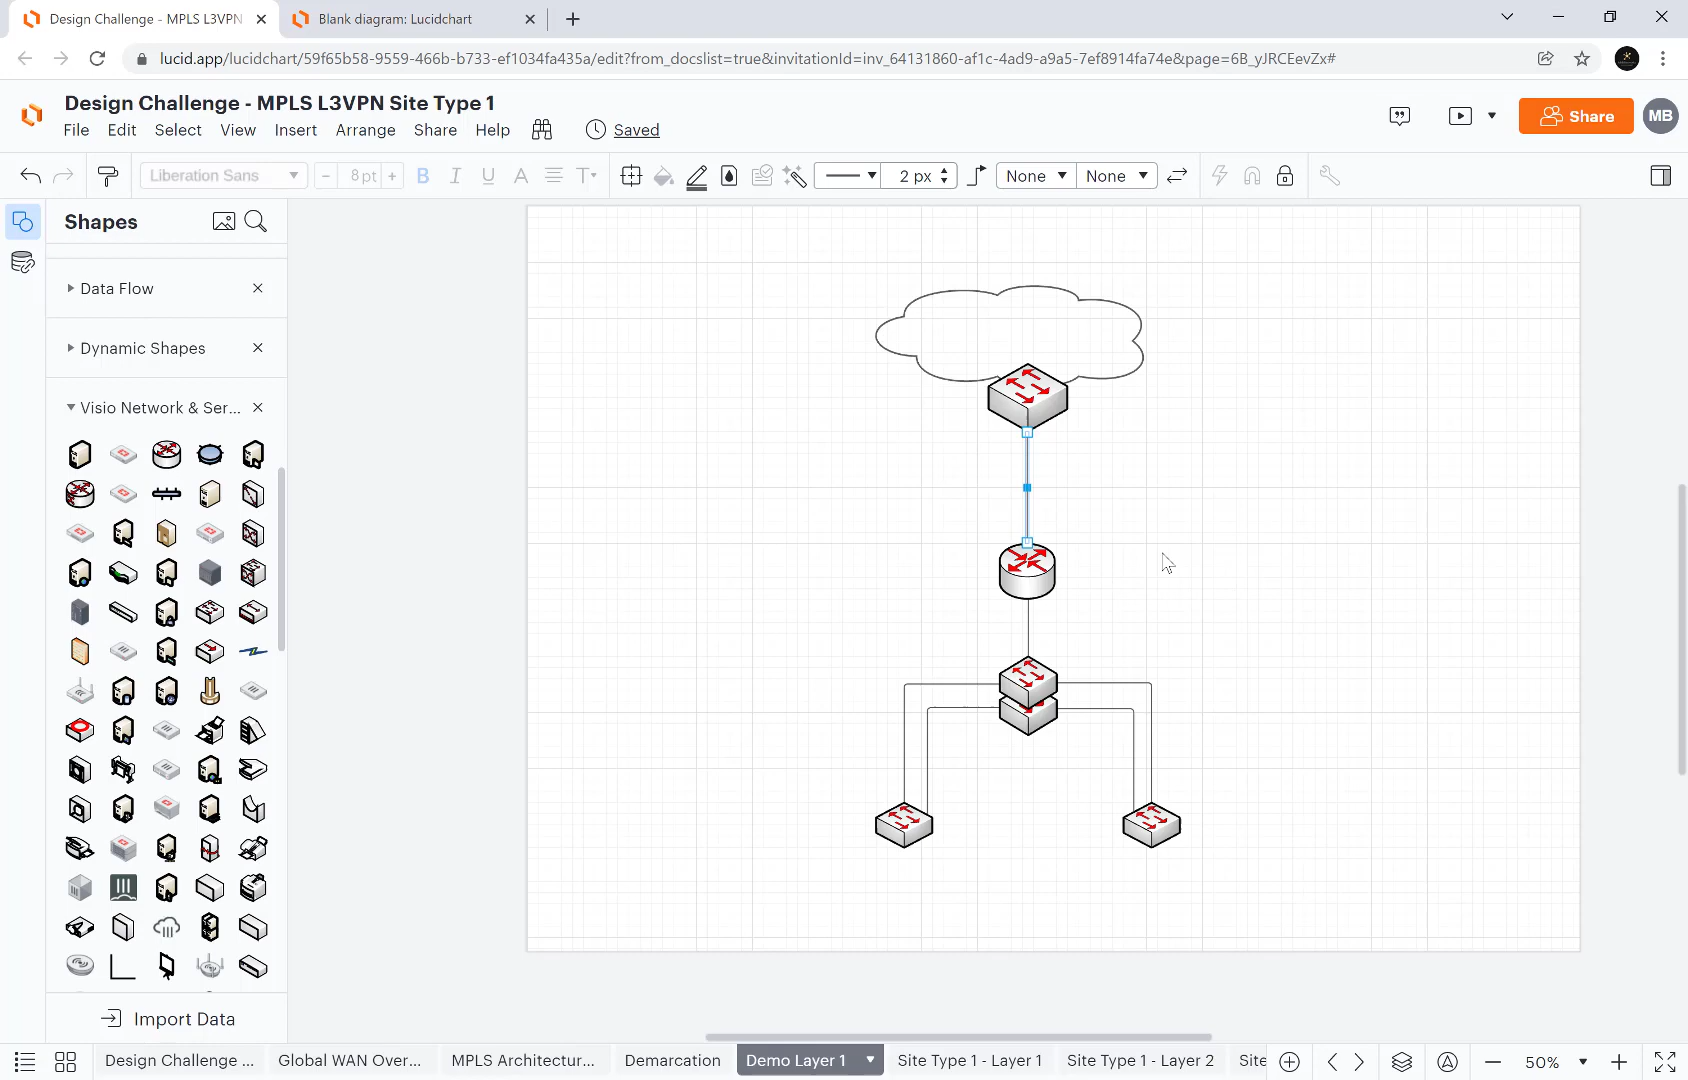 Design Challenge - MPLS L3VPN
Blank diagram: Lucidchart
lucid.app/lucidchart/59f65b58-9559-466b-b733-ef1034fa435a/edit?from_docslist=true&invitationId=inv_64131860-af1c-4ad9-a9a5-7ef8914fa74e&page=6B_yJRCEevZx#
Design Challenge - MPLS L3VPN Site Type 1
File Edit Select View Insert Arrange Share Help Saved
Share
MB
Liberation Sans
8 pt
B I U A T
2 px
None None
Shapes
Data Flow
Dynamic Shapes
Visio Network & Ser...
Import Data
Design Challenge ...
Global WAN Over...
MPLS Architectur...
Demarcation
Demo Layer 1
Site Type 1 - Layer 1
Site Type 1 - Layer 2
Site
50%